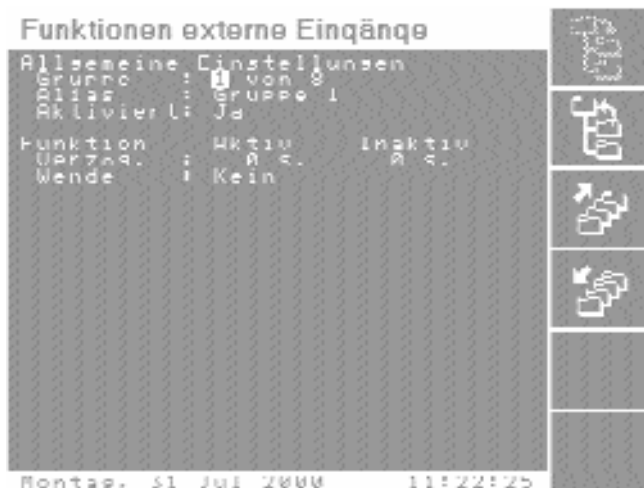 Funktionen externe Eingänge
Allgemeine Einstellungen
Gruppe : 1 von 8
Alias : Gruppe 1
Aktiviert: Ja
Funktion Aktiv Inaktiv
Verzög. : 0 s. 0 s.
Wende : Kein
Montag, 31 Jul 2000 11:22:25